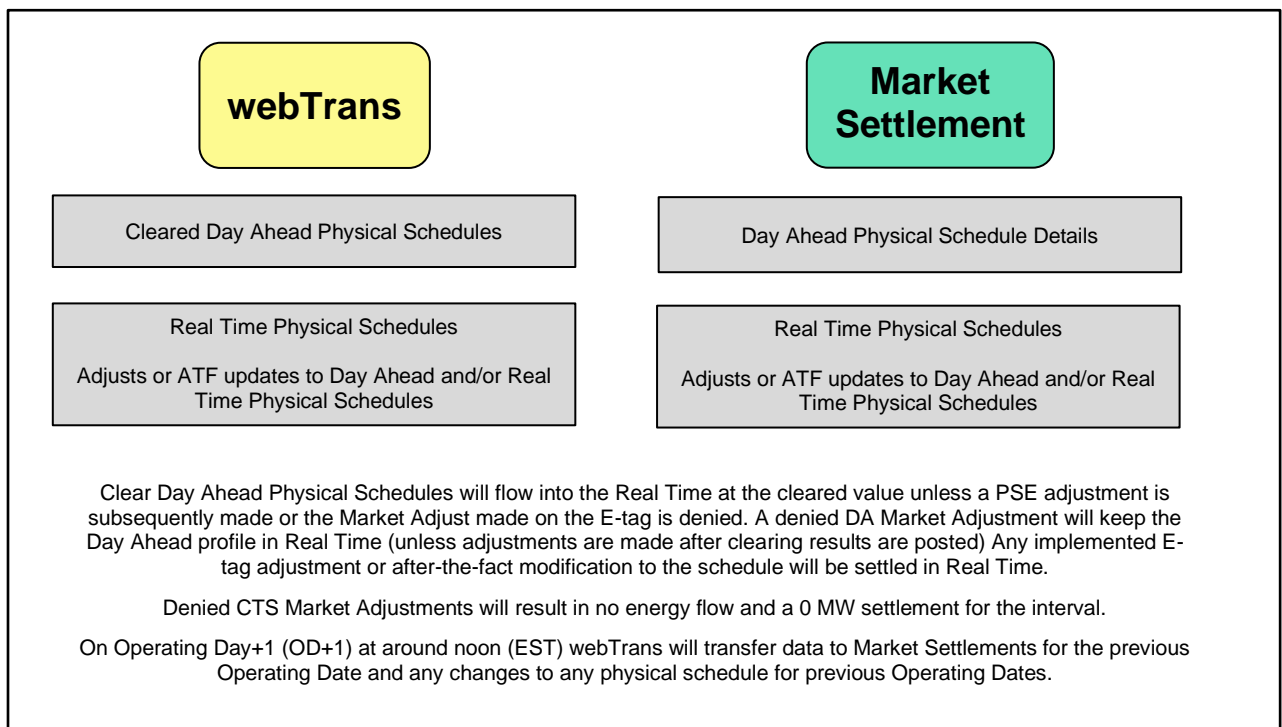 webTrans
Market
Settlement
Cleared Day Ahead Physical Schedules
Day Ahead Physical Schedule Details
Real Time Physical Schedules
Adjusts or ATF updates to Day Ahead and/or Real
Time Physical Schedules
Real Time Physical Schedules
Adjusts or ATF updates to Day Ahead and/or Real
Time Physical Schedules
Clear Day Ahead Physical Schedules will flow into the Real Time at the cleared value unless a PSE adjustment is
subsequently made or the Market Adjust made on the E-tag is denied. A denied DA Market Adjustment will keep the
Day Ahead profile in Real Time (unless adjustments are made after clearing results are posted) Any implemented E-
tag adjustment or after-the-fact modification to the schedule will be settled in Real Time.
Denied CTS Market Adjustments will result in no energy flow and a 0 MW settlement for the interval.
On Operating Day+1 (OD+1) at around noon (EST) webTrans will transfer data to Market Settlements for the previous
Operating Date and any changes to any physical schedule for previous Operating Dates.